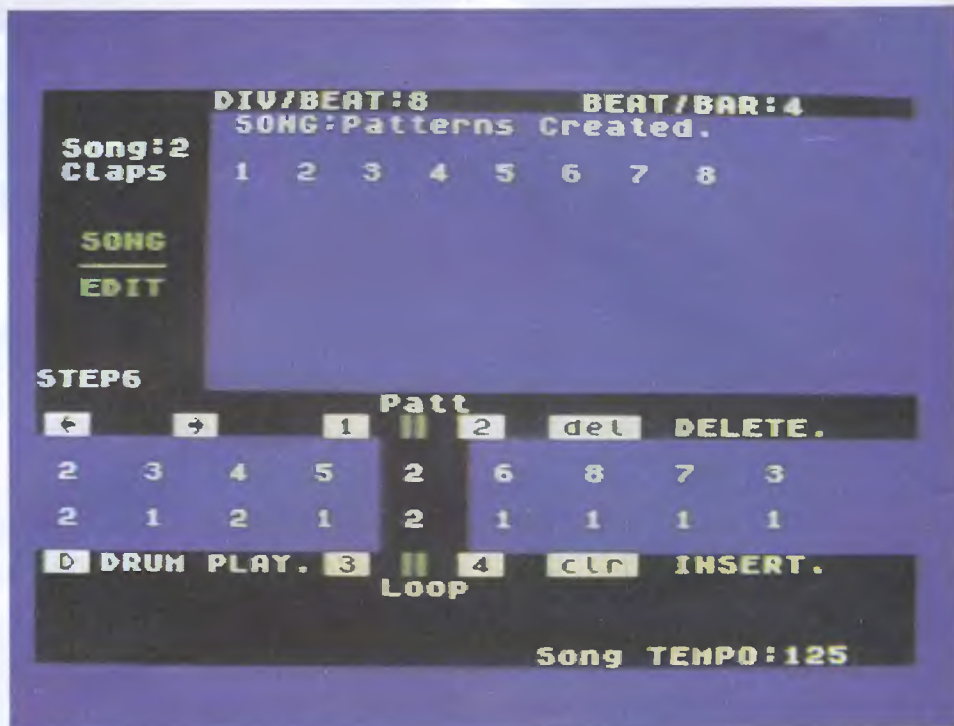 DIV/BEAT:8 BEAT/BAR:4
SONG:Patterns Created.
Song:2
Claps 1 2 3 4 5 6 7 8
SONG
EDIT
STEP6
Patt
← → 1 2 del DELETE.
2 3 4 5 2 6 8 7 3
2 1 2 1 2 1 1 1 1
D DRUM PLAY. 3 4 clr INSERT.
Loop
Song TEMPO:125